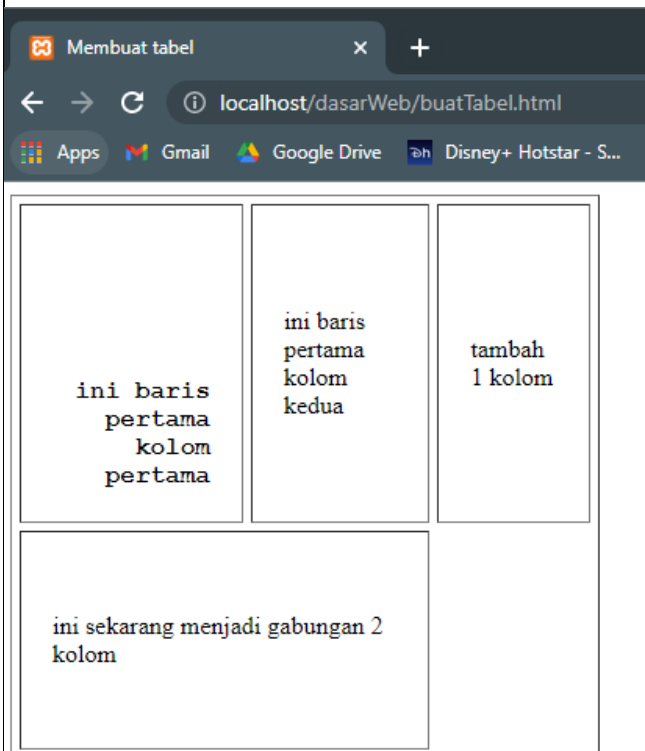 Membuat tabel
localhost/dasarWeb/buatTabel.html
Apps Gmail Google Drive Disney+ Hotstar - S...
ini baris
pertama
kolom
pertama
ini baris
pertama
kolom
kedua
tambah
1 kolom
ini sekarang menjadi gabungan 2
kolom